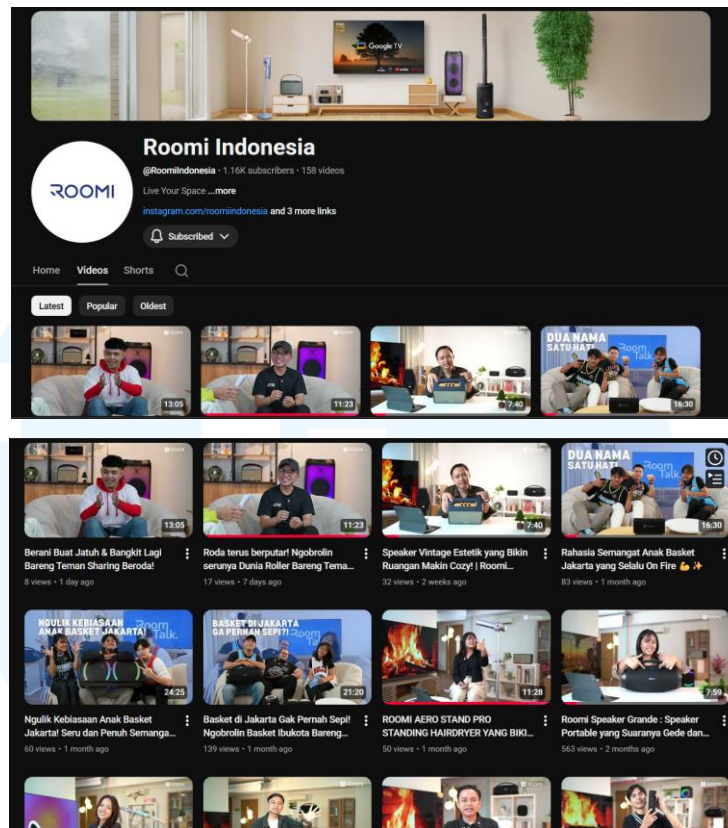 Google TV
Roomi Indonesia
@RoomiIndonesia · 1.16K subscribers · 158 videos
Live Your Space ...more
instagram.com/roomiindonesia and 3 more links
ROOMI
Subscribed
Home Videos Shorts
Latest Popular Oldest
DUA NAMA
SATU HATI
Room
Talk.
13:05
11:23
7:40
16:30
DUA NAMA
SATU HATI
Room
Talk.
13:05
11:23
7:40
16:30
Berani Buat Jatuh & Bangkit Lagi
Bareng Teman Sharing Beroda!
8 views • 1 day ago
Roda terus berputar! Ngobrolin
serunya Dunia Roller Bareng Tema...
17 views • 7 days ago
Speaker Vintage Estetik yang Bikin
Ruangan Makin Cozy! | Roomi...
32 views • 2 weeks ago
Rahasia Semangat Anak Basket
Jakarta yang Selalu On Fire 💪✨
83 views • 1 month ago
NGULIK KEBIASAAN
ANAK BASKET JAKARTA!
Room
Talk.
24:25
BASKET DI JAKARTA
GA PERNAH SEPI?!
Room
Talk.
21:20
11:28
7:59
Ngulik Kebiasaan Anak Basket
Jakarta! Seru dan Penuh Semanga...
60 views • 1 month ago
Basket di Jakarta Gak Pernah Sepi!
Ngobrolin Basket Ibukota Bareng...
139 views • 1 month ago
ROOMI AERO STAND PRO
STANDING HAIRDRYER YANG BIKI...
50 views • 1 month ago
Roomi Speaker Grande : Speaker
Portable yang Suaranya Gede dan...
563 views • 2 months ago